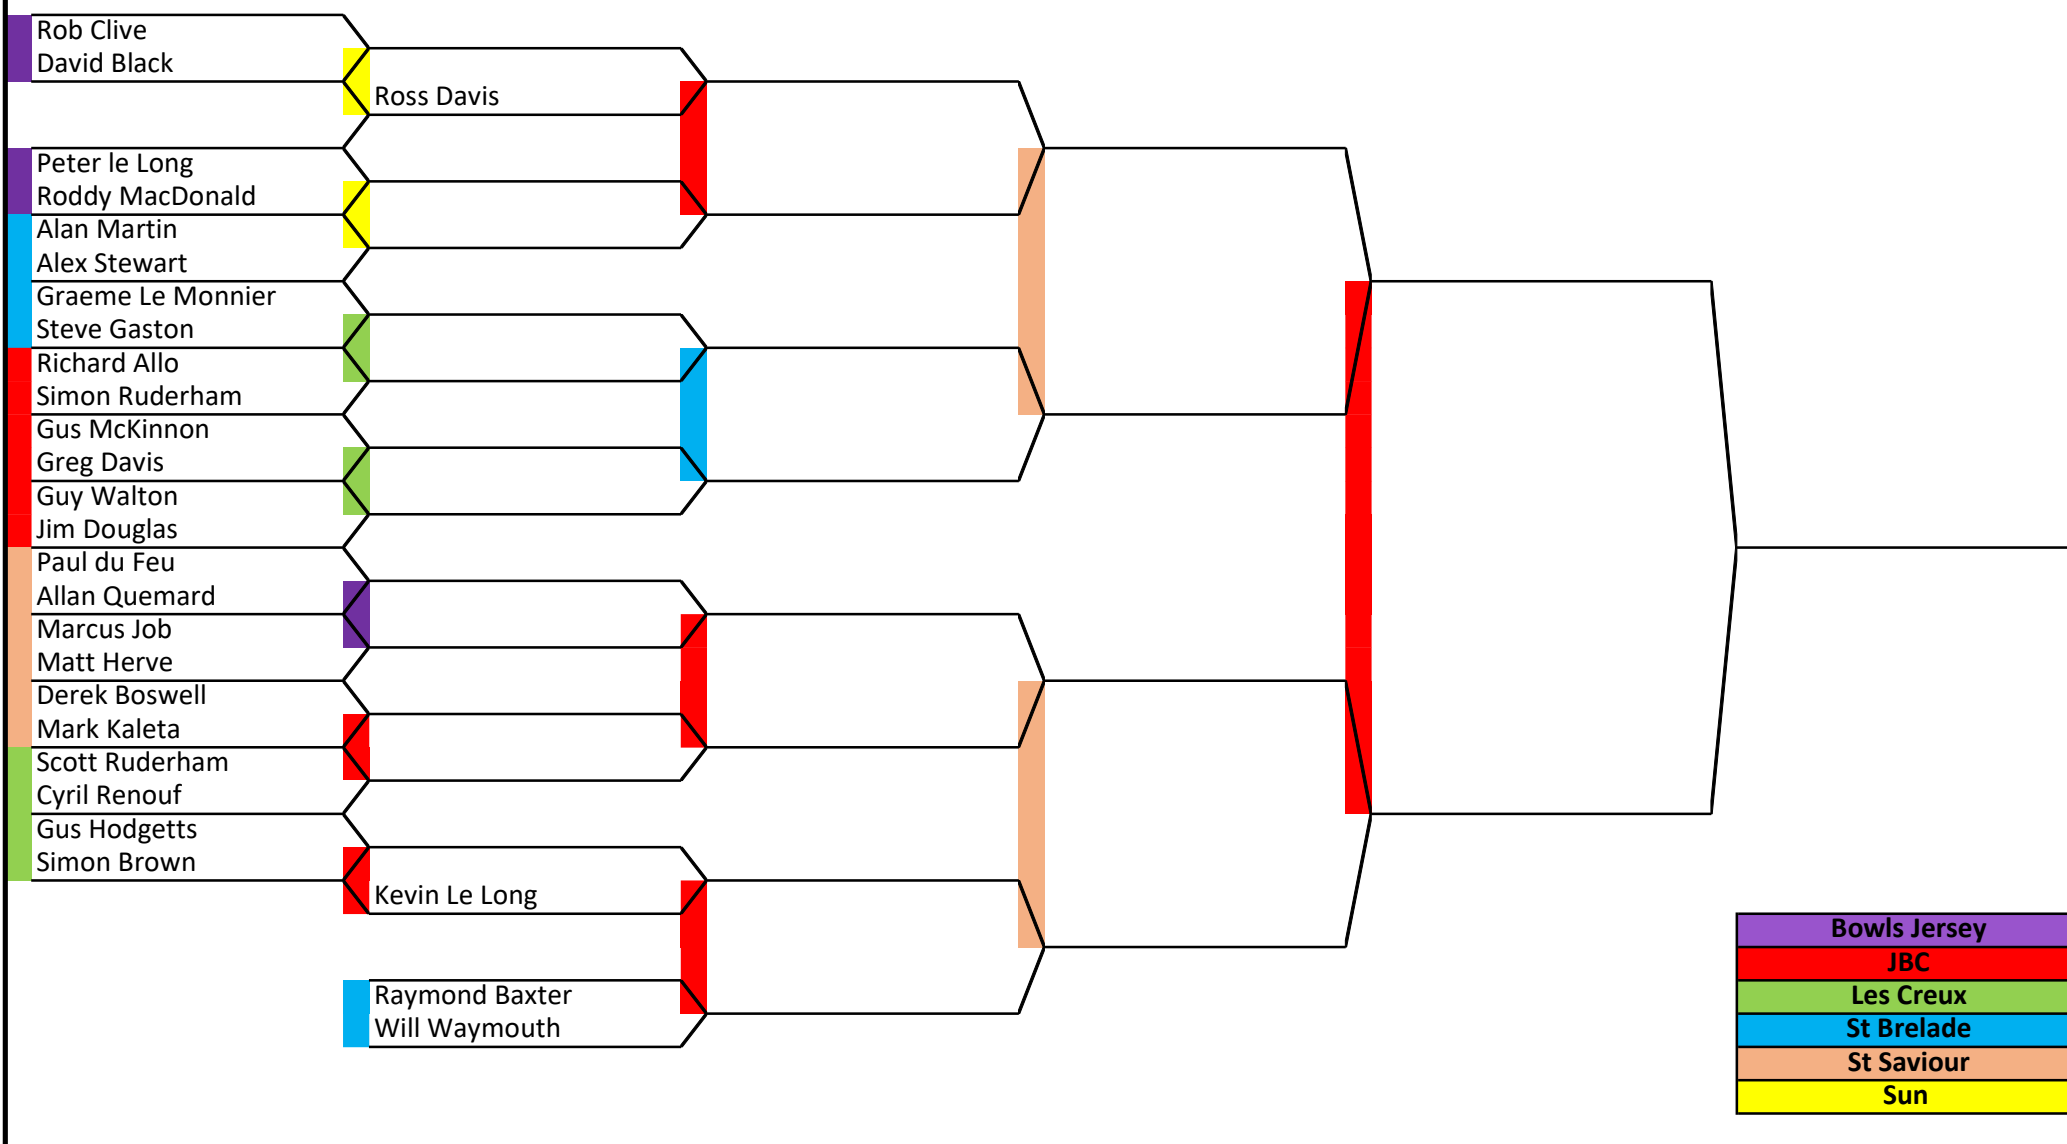 Rob Clive
David Black
Ross Davis
Peter le Long
Roddy MacDonald
Alan Martin
Alex Stewart
Graeme Le Monnier
Steve Gaston
Richard Allo
Simon Ruderham
Gus McKinnon
Greg Davis
Guy Walton
Jim Douglas
Paul du Feu
Allan Quemard
Marcus Job
Matt Herve
Derek Boswell
Mark Kaleta
Scott Ruderham
Cyril Renouf
Gus Hodgetts
Simon Brown
Kevin Le Long
Raymond Baxter
Will Waymouth
Bowls Jersey
JBC
Les Creux
St Brelade
St Saviour
Sun